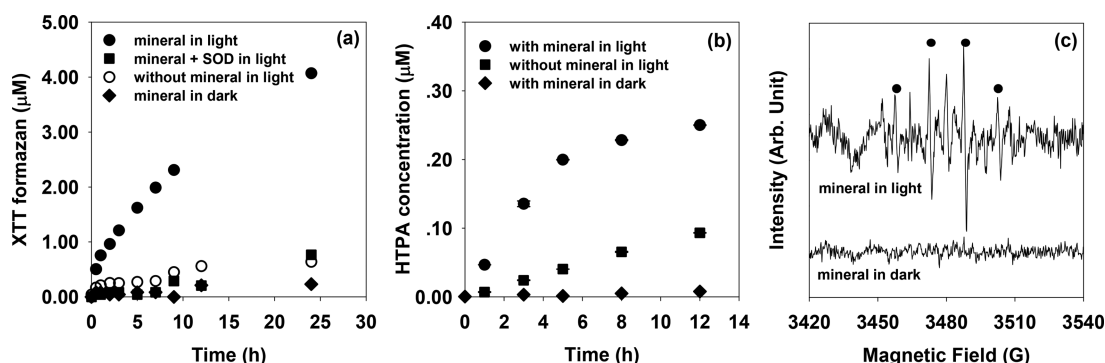 (a)
XTT formazan (μM)
5.00
4.00
3.00
2.00
1.00
0.00
mineral in light
mineral + SOD in light
without mineral in light
mineral in dark
0 5 10 15 20 25 30
Time (h)
(b)
HTPA concentration (μM)
.40
.30
.20
.10
.00
with mineral in light
without mineral in light
with mineral in dark
0 2 4 6 8 10 12 14
Time (h)
(c)
Intensity (Arb. Unit)
mineral in light
mineral in dark
3420 3450 3480 3510 3540
Magnetic Field (G)